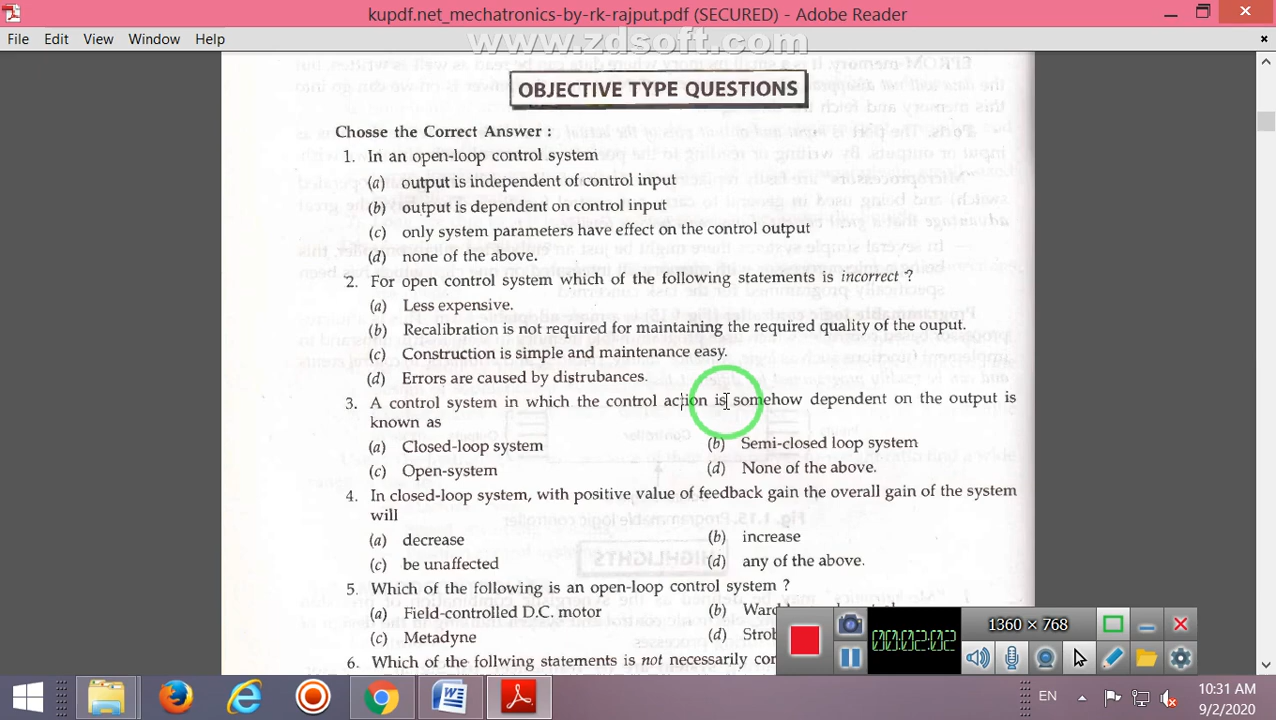 kupdf.net_mechatronics-by-rk-rajput.pdf (SECURED) - Adobe Reader
File Edit View Window Help
www.zdsoft.com
OBJECTIVE TYPE QUESTIONS
Chose the Correct Answer :
1. In an open-loop control system
(a) output is independent of control input
(b) output is dependent on control input
(c) only system parameters have effect on the control output
(d) none of the above.
2. For open control system which of the following statements is incorrect ?
(a) Less expensive.
(b) Recalibration is not required for maintaining the required quality of the ouput.
(c) Construction is simple and maintenance easy.
(d) Errors are caused by distrubances.
3. A control system in which the control action is somehow dependent on the output is
known as
(a) Closed-loop system (b) Semi-closed loop system
(c) Open-system (d) None of the above.
4. In closed-loop system, with positive value of feedback gain the overall gain of the system
will
(a) decrease (b) increase
(c) be unaffected (d) any of the above.
5. Which of the following is an open-loop control system ?
(a) Field-controlled D.C. motor (b)
(c) Metadyne (d)
6. Which of the follwing statements is not necessarily
1360 × 768
00:02:02
EN
10:31 AM
9/2/2020